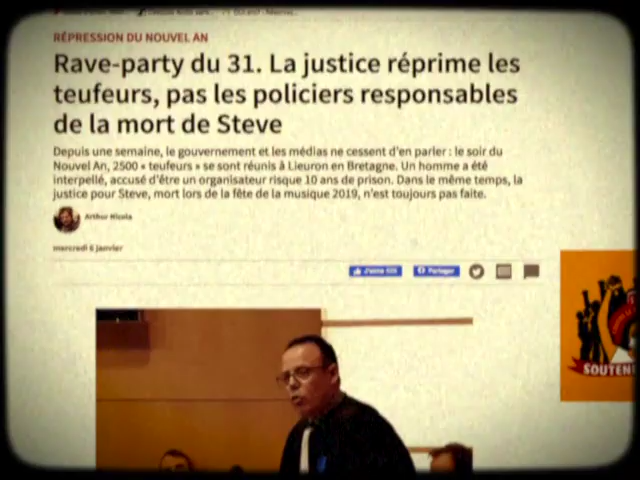 RÉPRESSION DU NOUVEL AN
Rave-party du 31. La justice réprime les
teufeurs, pas les policiers responsables
de la mort de Steve
Depuis une semaine, le gouvernement et les médias ne cessent d'en parler : le soir du
Nouvel An, 2500 « teufeurs » se sont réunis à Lieuron en Bretagne. Un homme a été
interpellé, accusé d'être un organisateur risque 10 ans de prison. Dans le même temps, la
justice pour Steve, mort lors de la fête de la musique 2019, n'est toujours pas faite.
Arthur Nicola
mercredi 6 janvier
J'aime
Partager
SOUTEN